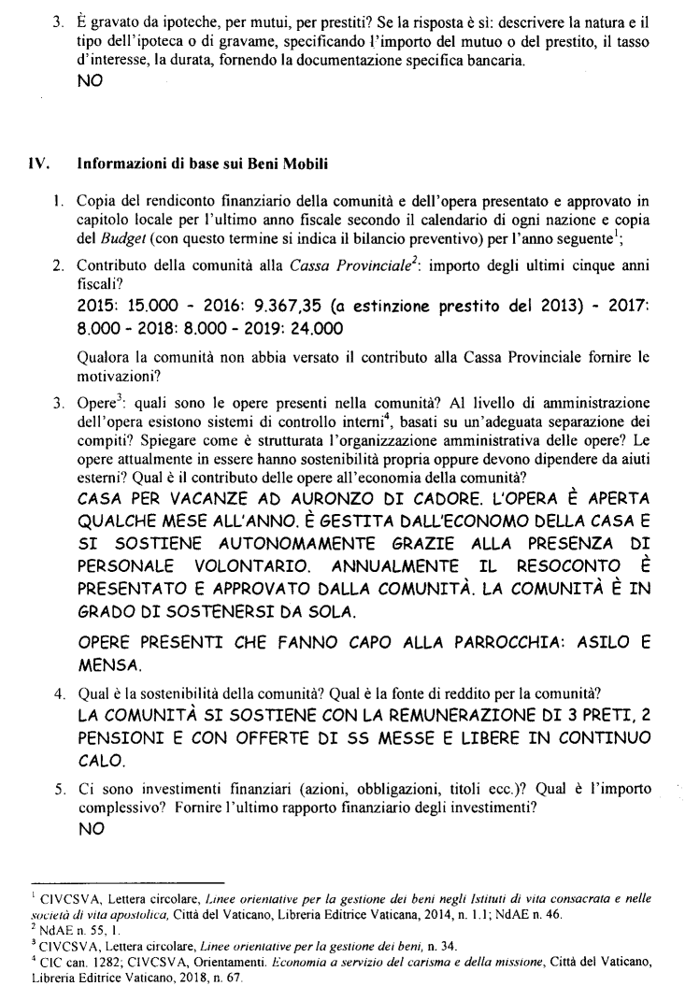 3. È gravato da ipoteche, per mutui, per prestiti? Se la risposta è sì: descrivere la natura e il
tipo dell'ipoteca o di gravame, specificando l'importo del mutuo o del prestito, il tasso
d'interesse, la durata, fornendo la documentazione specifica bancaria.
NO
IV. Informazioni di base sui Beni Mobili
1. Copia del rendiconto finanziario della comunità e dell'opera presentato e approvato in
capitolo locale per l'ultimo anno fiscale secondo il calendario di ogni nazione e copia
del Budget (con questo termine si indica il bilancio preventivo) per l'anno seguente¹;
2. Contributo della comunità alla Cassa Provinciale²: importo degli ultimi cinque anni
fiscali?
2015: 15.000 - 2016: 9.367,35 (a estinzione prestito del 2013) - 2017:
8.000 - 2018: 8.000 - 2019: 24.000
Qualora la comunità non abbia versato il contributo alla Cassa Provinciale fornire le
motivazioni?
3. Opere³: quali sono le opere presenti nella comunità? Al livello di amministrazione
dell'opera esistono sistemi di controllo interni⁴, basati su un'adeguata separazione dei
compiti? Spiegare come è strutturata l'organizzazione amministrativa delle opere? Le
opere attualmente in essere hanno sostenibilità propria oppure devono dipendere da aiuti
esterni? Qual è il contributo delle opere all'economia della comunità?
CASA PER VACANZE AD AURONZO DI CADORE. L'OPERA È APERTA
QUALCHE MESE ALL'ANNO. È GESTITA DALL'ECONOMO DELLA CASA E
SI SOSTIENE AUTONOMAMENTE GRAZIE ALLA PRESENZA DI
PERSONALE VOLONTARIO. ANNUALMENTE IL RESOCONTO È
PRESENTATO E APPROVATO DALLA COMUNITÀ. LA COMUNITÀ È IN
GRADO DI SOSTENERSI DA SOLA.
OPERE PRESENTI CHE FANNO CAPO ALLA PARROCCHIA: ASILO E
MENSA.
4. Qual è la sostenibilità della comunità? Qual è la fonte di reddito per la comunità?
LA COMUNITÀ SI SOSTIENE CON LA REMUNERAZIONE DI 3 PRETI, 2
PENSIONI E CON OFFERTE DI SS MESSE E LIBERE IN CONTINUO
CALO.
5. Ci sono investimenti finanziari (azioni, obbligazioni, titoli ecc.)? Qual è l'importo
complessivo? Fornire l'ultimo rapporto finanziario degli investimenti?
NO
¹ CIVCSVA, Lettera circolare, Linee orientative per la gestione dei beni negli Istituti di vita consacrata e nelle
società di vita apostolica, Città del Vaticano, Libreria Editrice Vaticana, 2014, n. 1.1; NdAE n. 46.
² NdAE n. 55, 1.
³ CIVCSVA, Lettera circolare, Linee orientative per la gestione dei beni, n. 34.
⁴ CIC can. 1282; CIVCSVA, Orientamenti. Economia a servizio del carisma e della missione, Città del Vaticano,
Libreria Editrice Vaticano, 2018, n. 67.